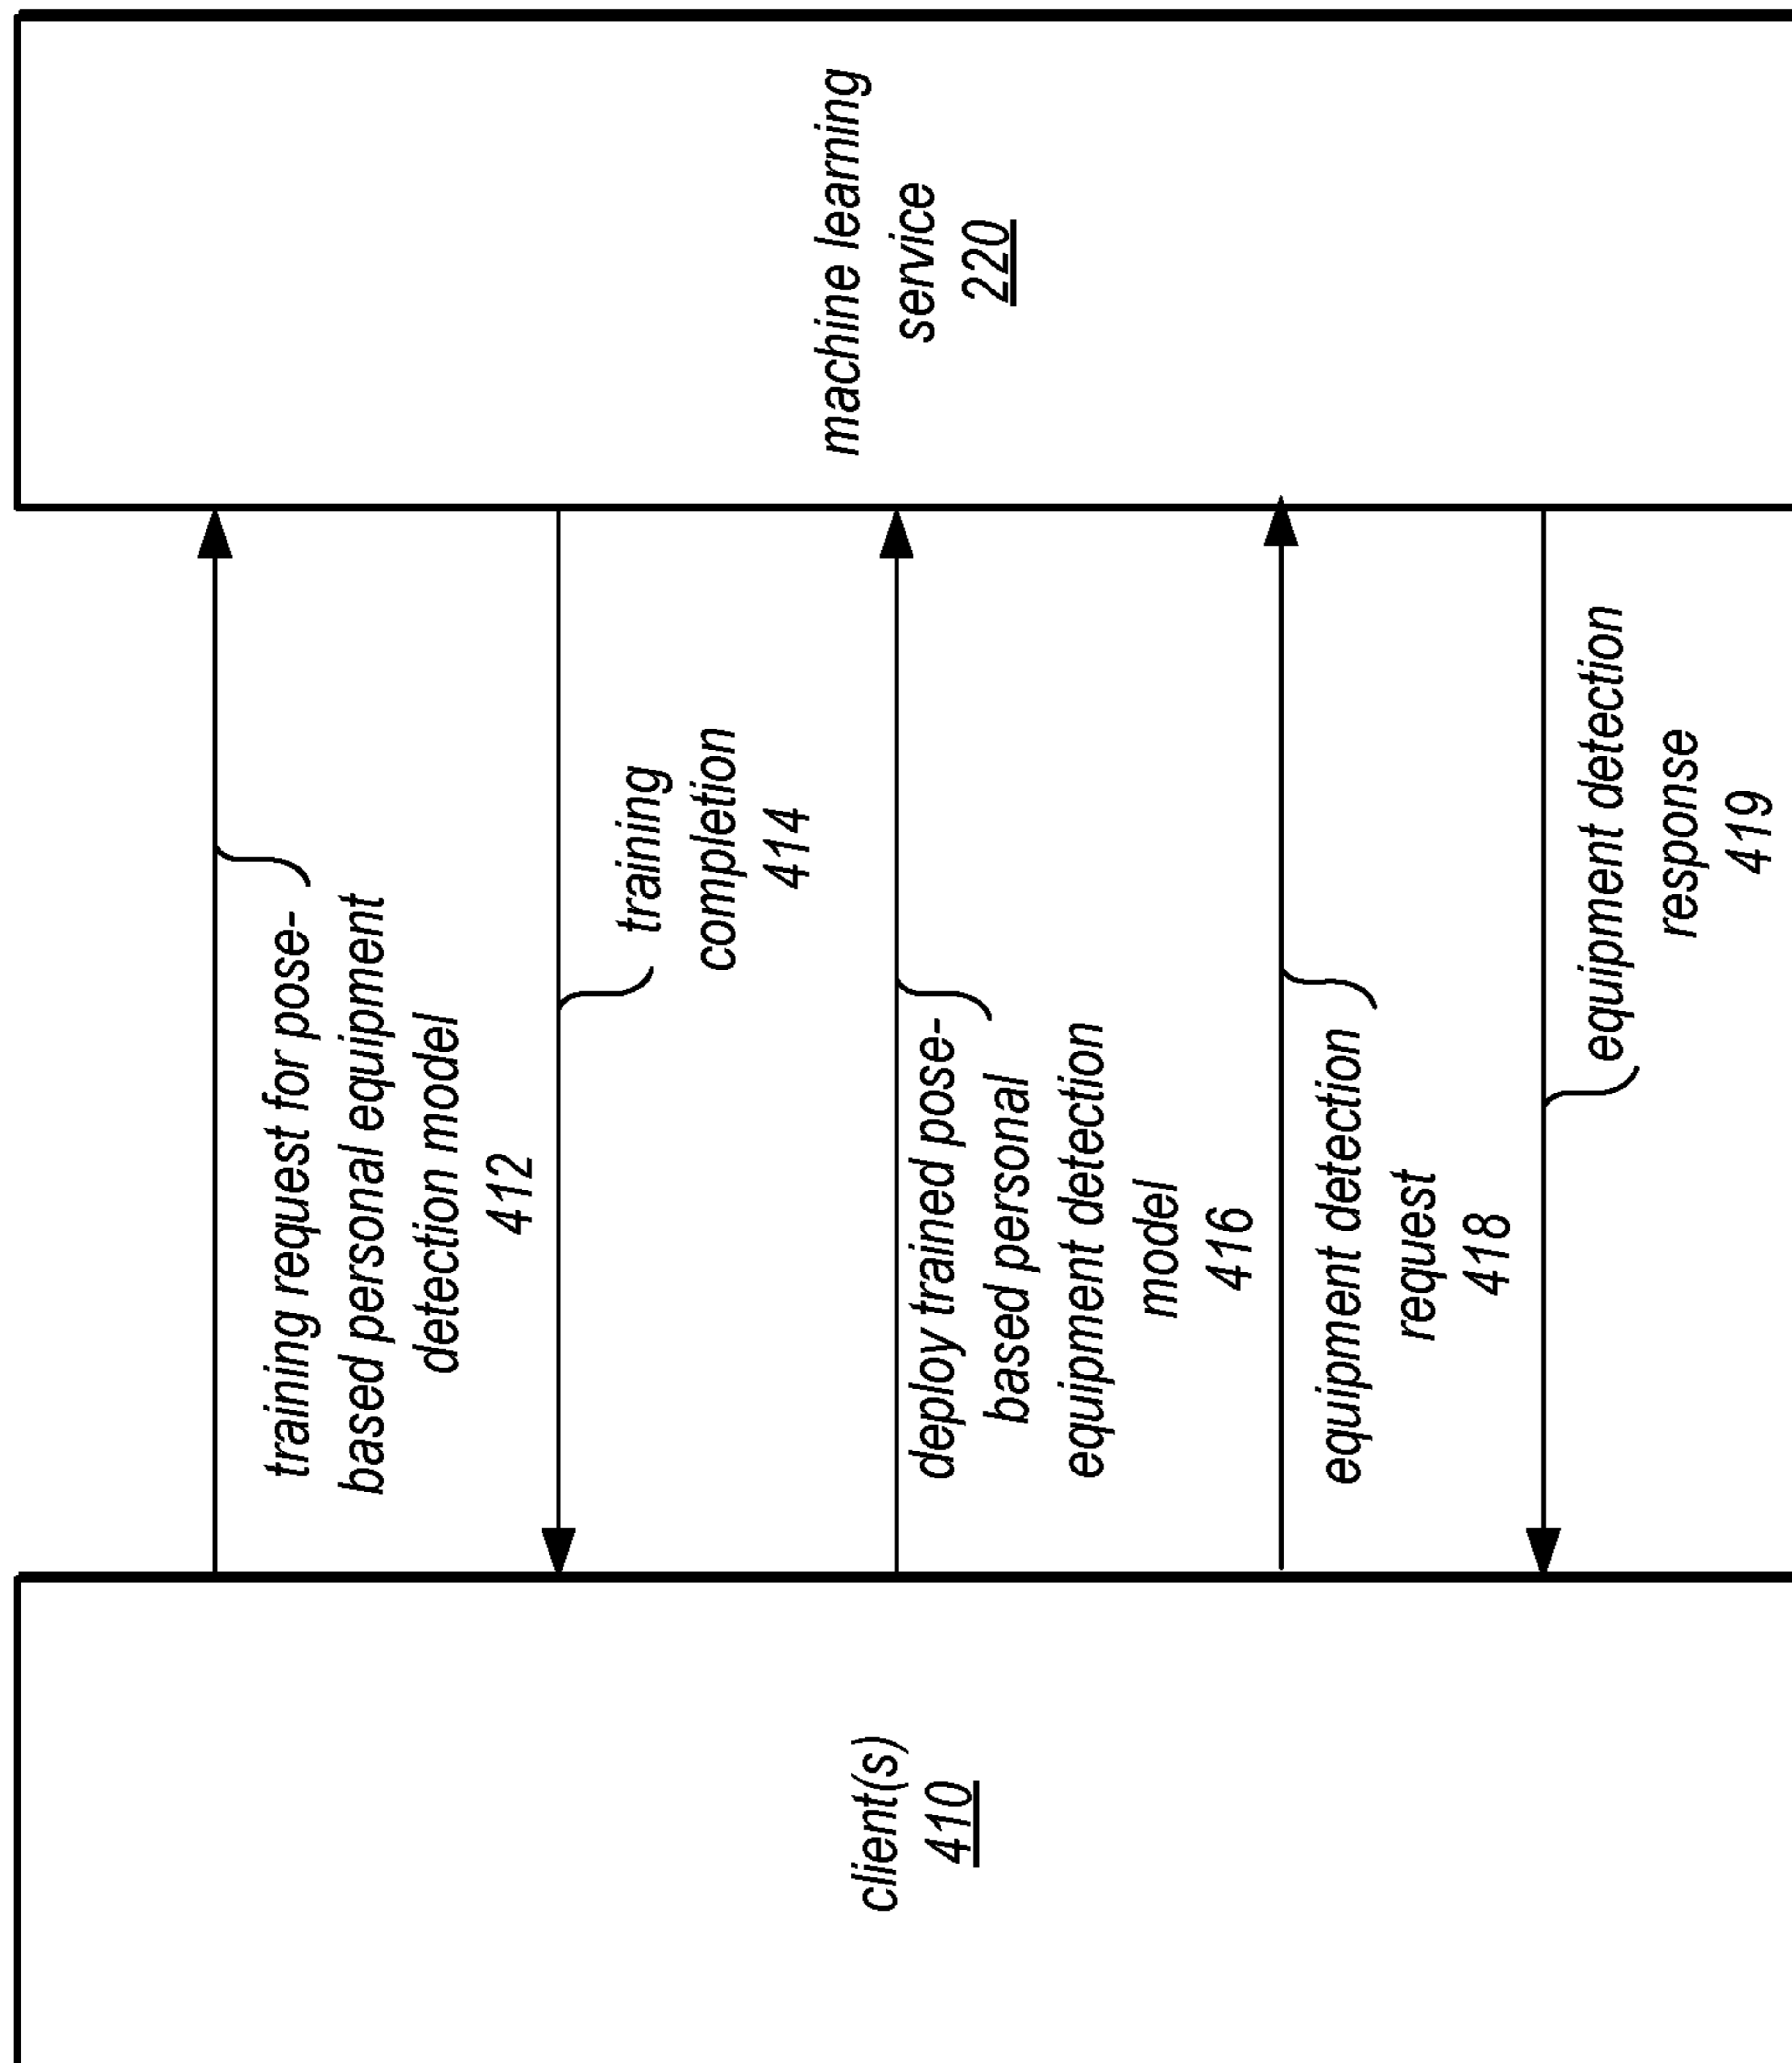 client(s)
410
training request for pose-
based personal equipment
detection model
412
training
completion
414
deploy trained pose-
based personal
equipment detection
model
416
equipment detection
request
418
equipment detection
response
419
machine learning
service
220